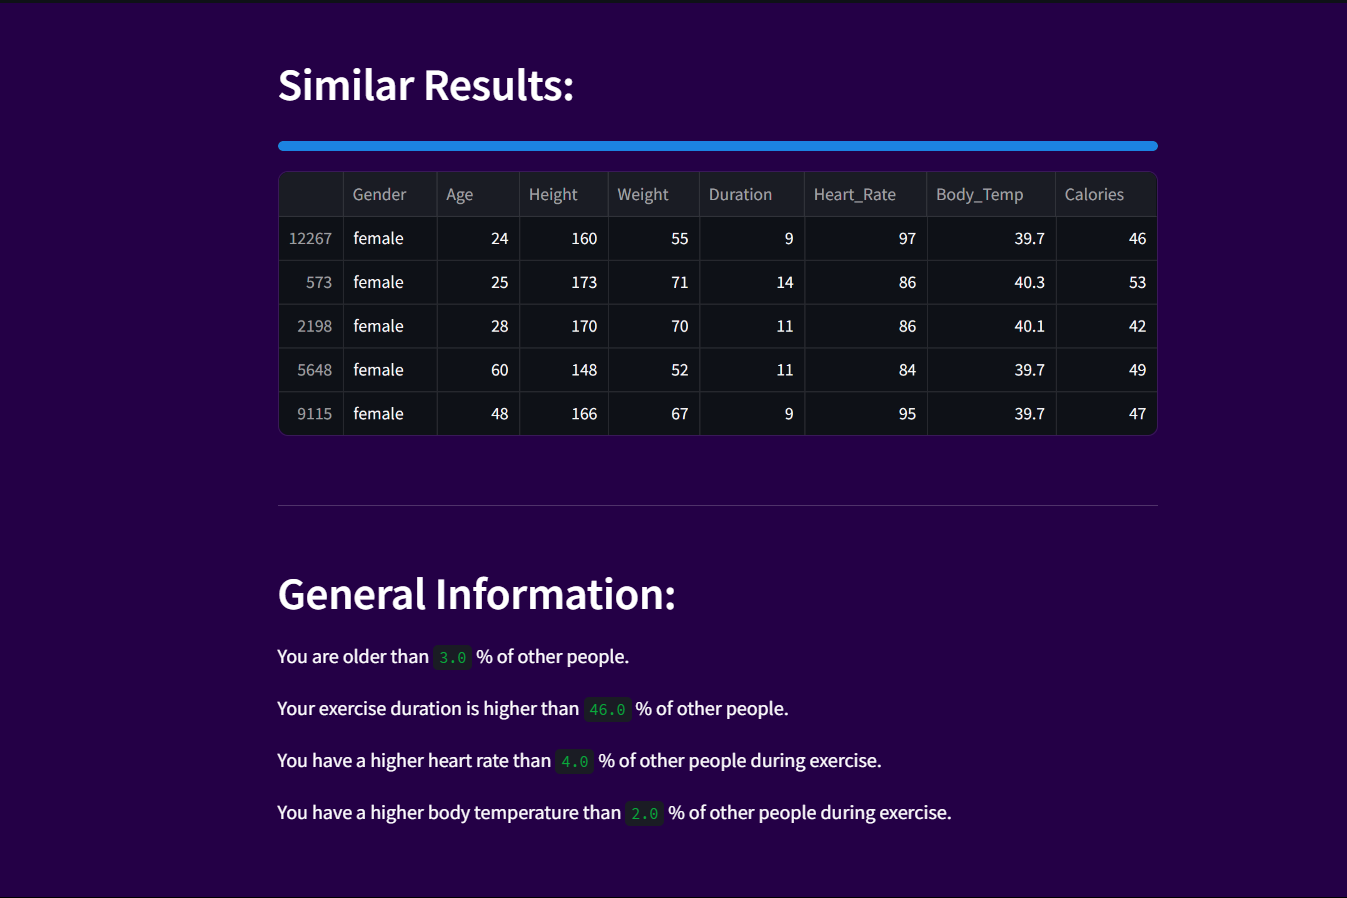 Similar Results:
Gender Age Height Weight Duration Heart_Rate Body_Temp Calories
12267 female 24 160 55 9 97 39.7 46
573 female 25 173 71 14 86 40.3 53
2198 female 28 170 70 11 86 40.1 42
5648 female 60 148 52 11 84 39.7 49
9115 female 48 166 67 9 95 39.7 47
General Information:
You are older than 3.0 % of other people.
Your exercise duration is higher than 46.0 % of other people.
You have a higher heart rate than 4.0 % of other people during exercise.
You have a higher body temperature than 2.0 % of other people during exercise.